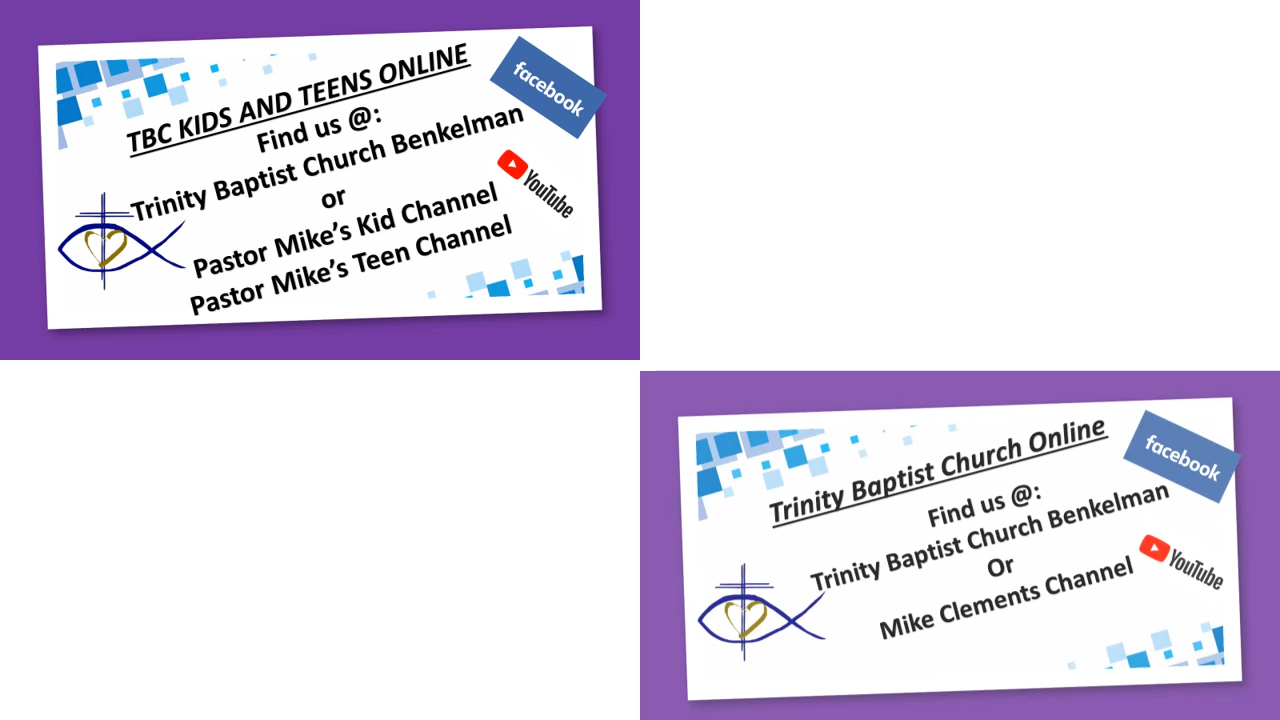 TBC KIDS AND TEENS ONLINE
Find us @:
Trinity Baptist Church Benkelman
or
Pastor Mike's Kid Channel
Pastor Mike's Teen Channel
facebook
YouTube
Trinity Baptist Church Online
Find us @:
Trinity Baptist Church Benkelman
Or
Mike Clements Channel
facebook
YouTube